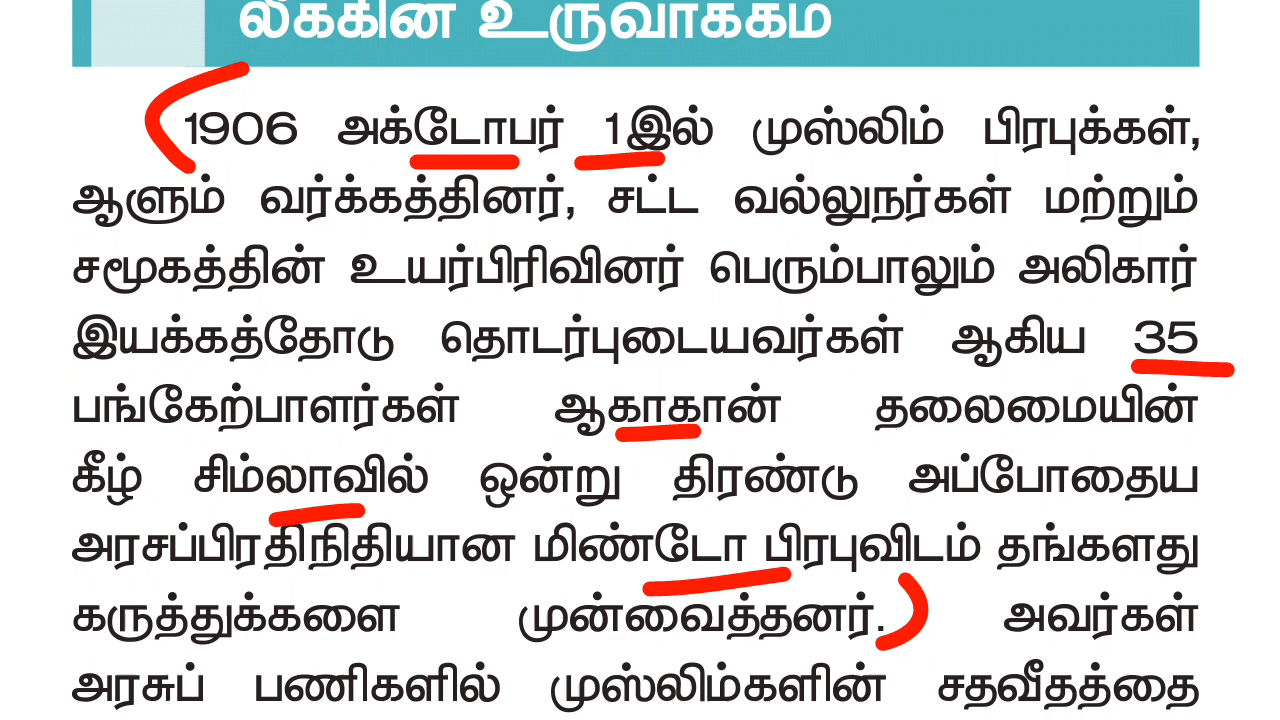 லீக்கின் உருவாக்கம்
1906 அக்டோபர் 1இல் முஸ்லிம் பிரபுக்கள்,
ஆளும் வர்க்கத்தினர், சட்ட வல்லுநர்கள் மற்றும்
சமூகத்தின் உயர்பிரிவினர் பெரும்பாலும் அலிகார்
இயக்கத்தோடு தொடர்புடையவர்கள் ஆகிய 35
பங்கேற்பாளர்கள் ஆகாகான் தலைமையின்
கீழ் சிம்லாவில் ஒன்று திரண்டு அப்போதைய
அரசப்பிரதிநிதியான மிண்டோ பிரபுவிடம் தங்களது
கருத்துக்களை முன்வைத்தனர். அவர்கள்
அரசுப் பணிகளில் முஸ்லிம்களின் சதவீதத்தை